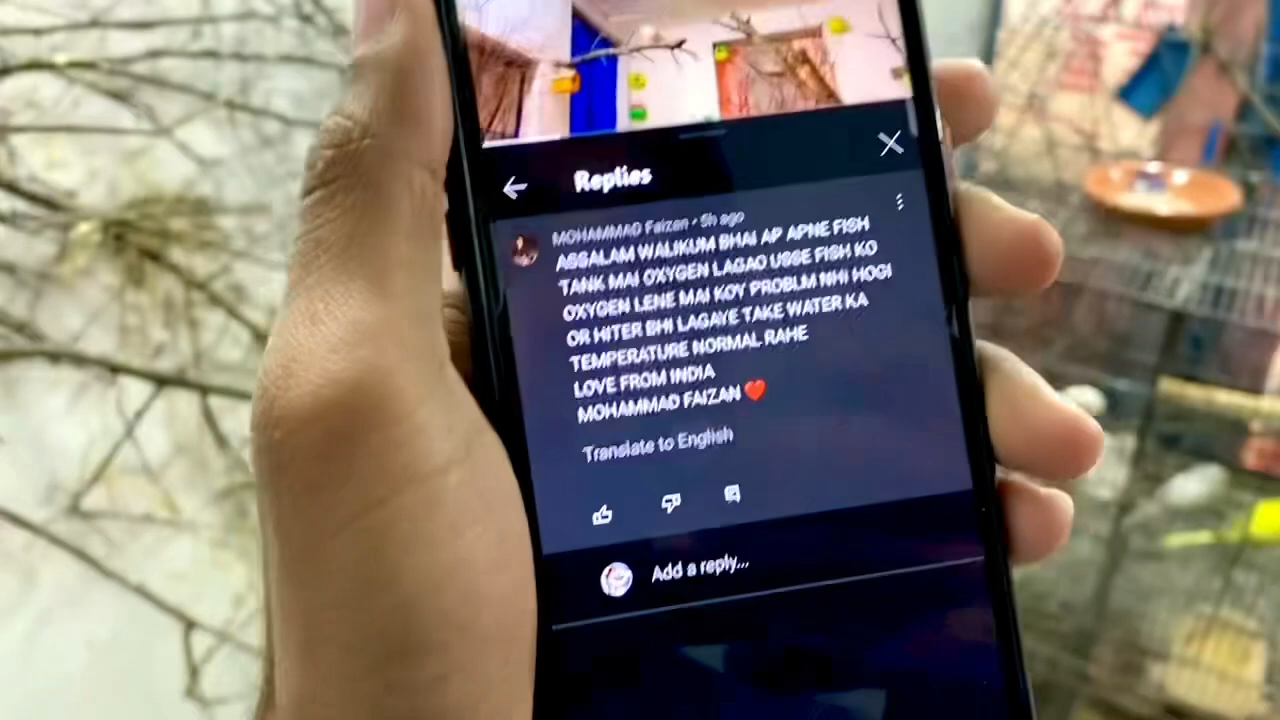 Replies
MOHAMMAD Faizan • 5h ago
ASSALAM WALIKUM BHAI AP APNE FISH
TANK MAI OXYGEN LAGAO USSE FISH KO
OXYGEN LENE MAI KOY PROBLM NHI HOGI
OR HITER BHI LAGAYE TAKE WATER KA
TEMPERATURE NORMAL RAHE
LOVE FROM INDIA
MOHAMMAD FAIZAN ❤️
Translate to English
Add a reply...